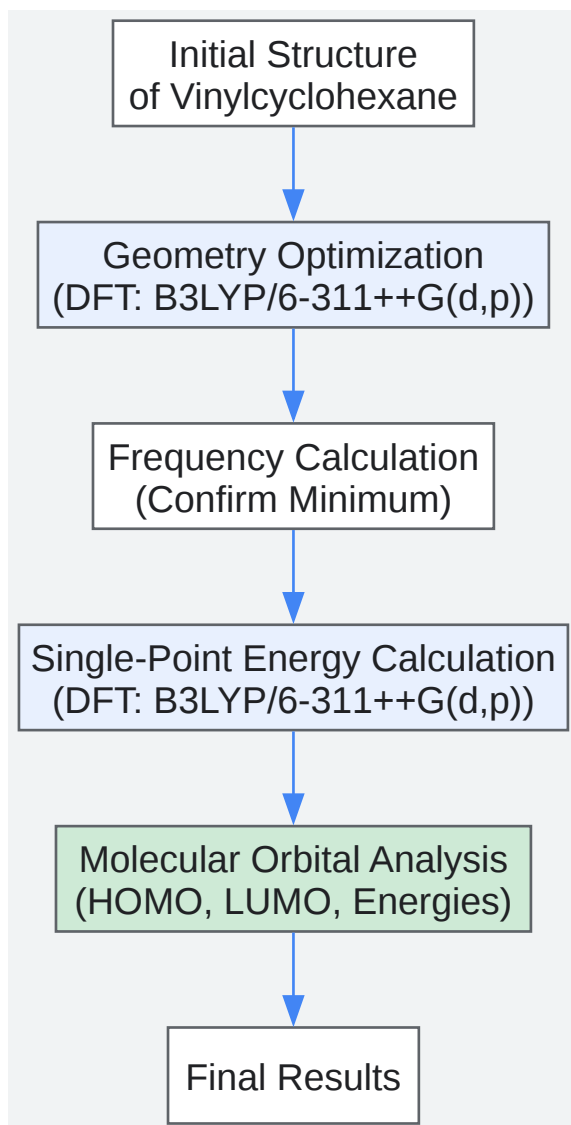 Initial Structure
of Vinylcyclohexane
Geometry Optimization
(DFT: B3LYP/6-311++G(d,p))
Frequency Calculation
(Confirm Minimum)
Single-Point Energy Calculation
(DFT: B3LYP/6-311++G(d,p))
Molecular Orbital Analysis
(HOMO, LUMO, Energies)
Final Results